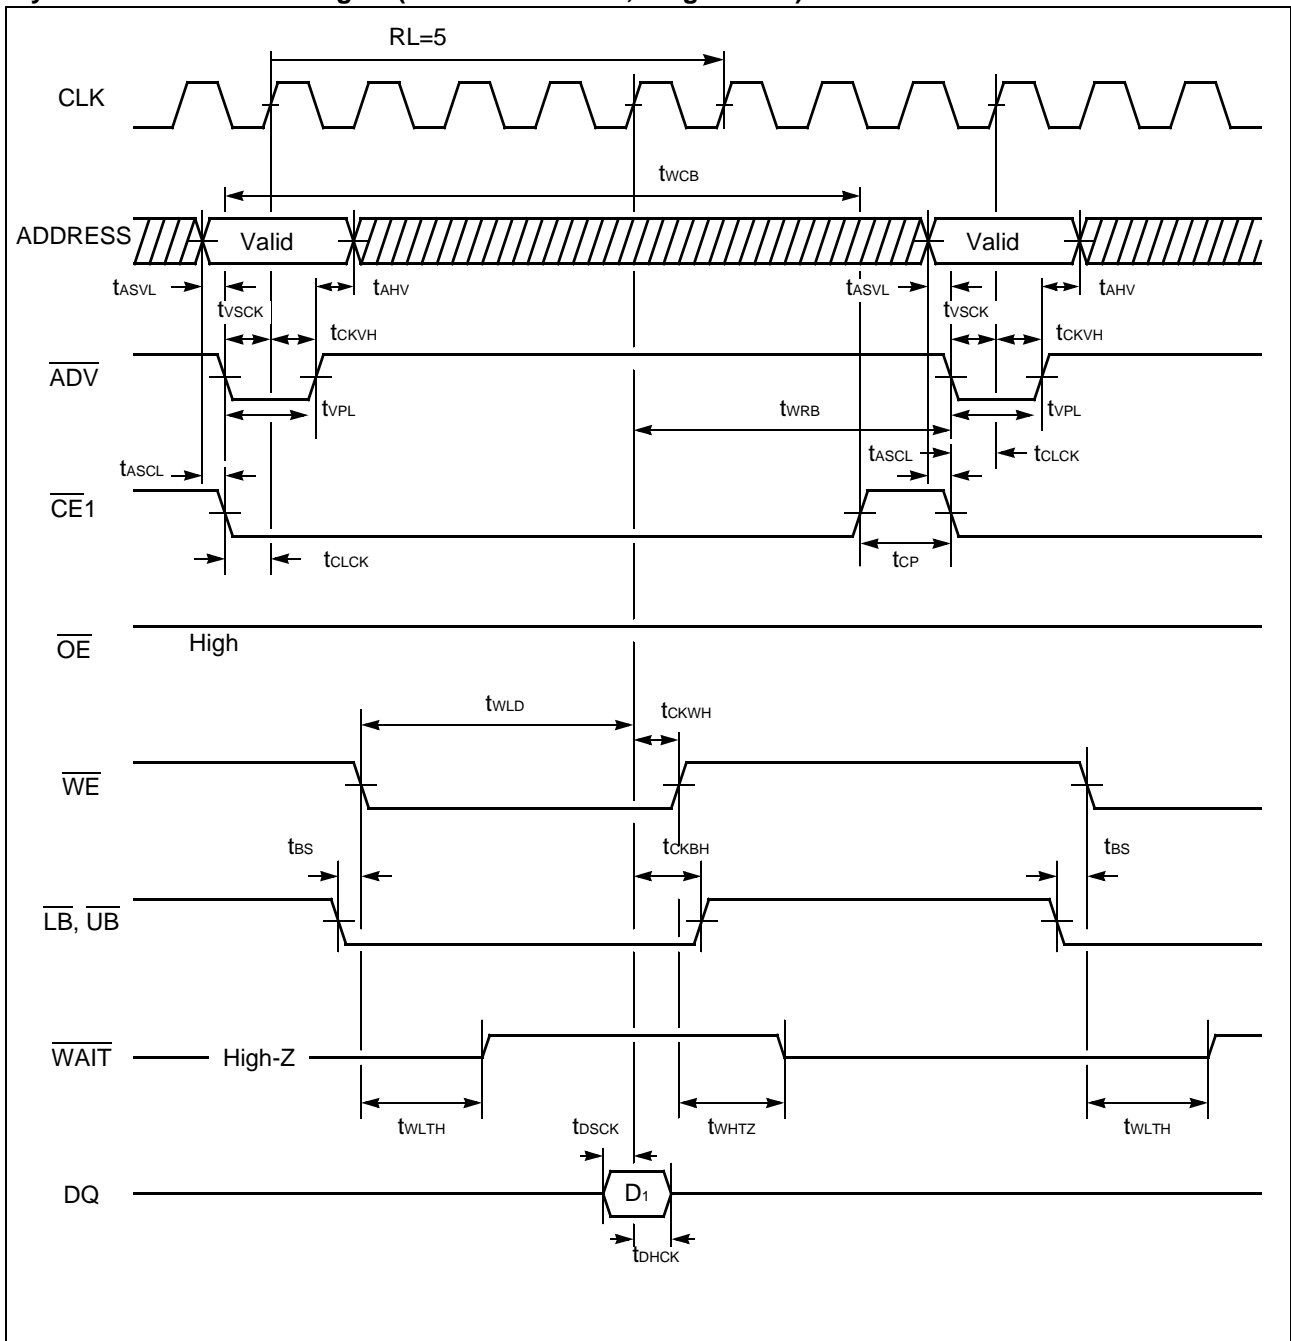 RL=5
CLK
tWCB
ADDRESS Valid Valid
tASVL tAHV tASVL tAHV
tVSCK tVSCK
tCKVH tCKVH
ADV
tVPL tWRB tVPL
tASCL tASCL tCLCK
CE1
tCLCK tCP
OE High
tWLD tCKWH
WE
tBS tCKBH tBS
LB, UB
WAIT High-Z
tWLTH tDSCK tWHTZ tWLTH
DQ D1
tDHCK